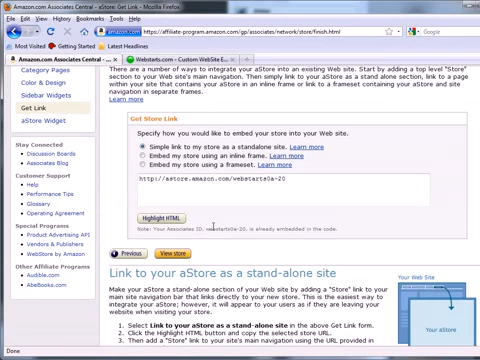 Amazon.com Associates Central - aStore: Get Link - Mozilla Firefox
File Edit View History Bookmarks Tools Help
amazon.com https://affiliate-program.amazon.com/gp/associates/network/store/finish.html
Most Visited Getting Started Latest Headlines
Amazon.com Associates Central - a... Webstarts.com - Custom WebSite E...
Category Pages
Color & Design
Sidebar Widgets
Get Link
aStore Widget
Stay Connected
Discussion Boards
Associates Blog
Customer Support
Help
Performance Tips
Glossary
Operating Agreement
Special Programs
Product Advertising API
Vendors & Publishers
WebStore by Amazon
Other Affiliate Programs
Audible.com
AbeBooks.com
There are a number of ways to integrate your aStore into an existing Web site. Start by adding a top level "Store"
section to your Web site's main navigation. Then simply link to your aStore as a stand alone section, link to a page
within your site that contains your aStore in an inline frame or link to a frameset containing your aStore and site
navigation in separate frames.
Learn more
Get Store Link
Specify how you would like to embed your store into your Web site.
Simple link to my store as a standalone site. Learn more
Embed my store using an inline frame. Learn more
Embed my store using a frameset. Learn more
http://astore.amazon.com/webstarts0a-20
Highlight HTML
Note: Your Associates ID, webstarts0a-20, is already embedded in the code.
Previous View store
Link to your aStore as a stand-alone site
Make your aStore a standalone section of your Web site by adding a "Store" link to your
main site navigation bar that links directly to your new store. This is the easiest way to
integrate your aStore; however, it will appear to your users as if they are leaving your
website when visiting your store.
1. Select Link to your aStore as a stand-alone site in the above Get Link form.
2. Click the Highlight HTML button and copy the selected store URL.
3. Then add a "Store" link to your site's main navigation using the URL provided in
Your Web Site
Your aStore
Done